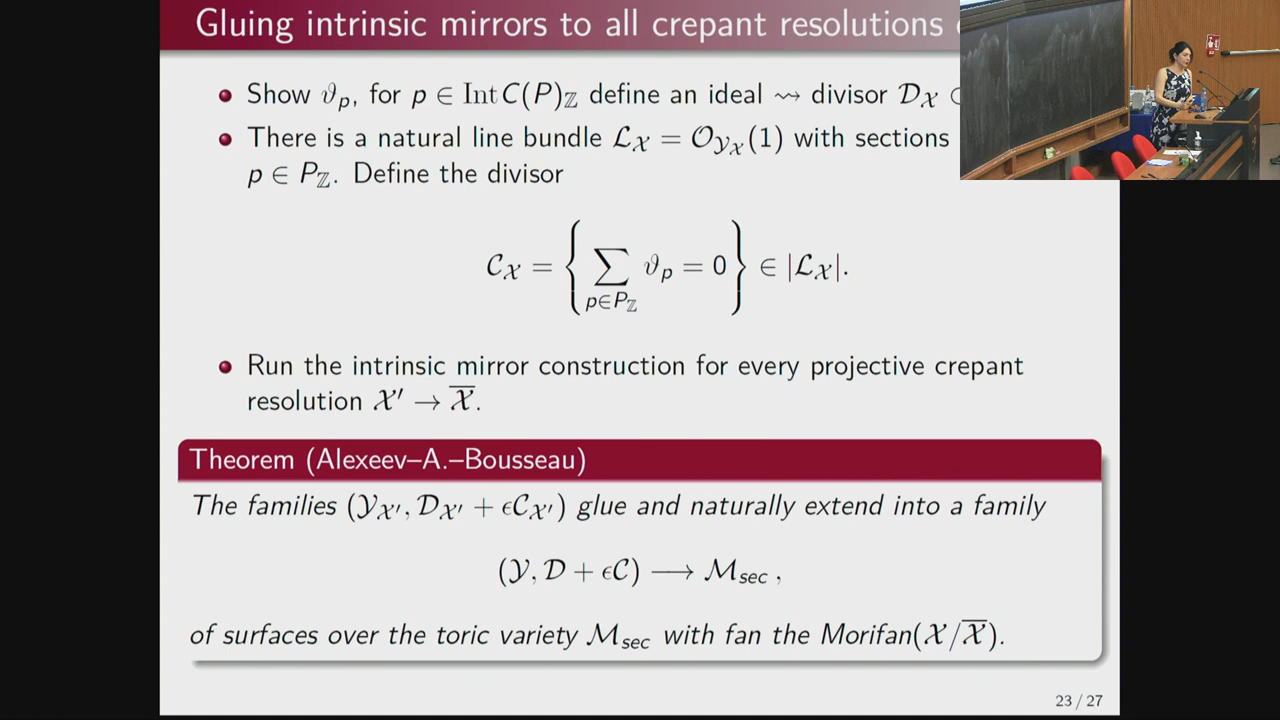 Gluing intrinsic mirrors to all crepant resolutions
• Show ϑ_p, for p ∈ Int C(P)_ℤ define an ideal ⇝ divisor 𝒟_𝒳 ⊂
• There is a natural line bundle ℒ_𝒳 = 𝒪_{𝒴_𝒳}(1) with sections
p ∈ P_ℤ. Define the divisor
𝒞_𝒳 = { ∑_{p∈P_ℤ} ϑ_p = 0 } ∈ |ℒ_𝒳|.
• Run the intrinsic mirror construction for every projective crepant
resolution 𝒳′ → 𝒳̅.
Theorem (Alexeev–A.–Bousseau)
The families (𝒴_{𝒳′}, 𝒟_{𝒳′} + ϵ𝒞_{𝒳′}) glue and naturally extend into a family
(𝒴, 𝒟 + ϵ𝒞) ⟶ ℳ_sec ,
of surfaces over the toric variety ℳ_sec with fan the Morifan(𝒳/𝒳̅).
23 / 27